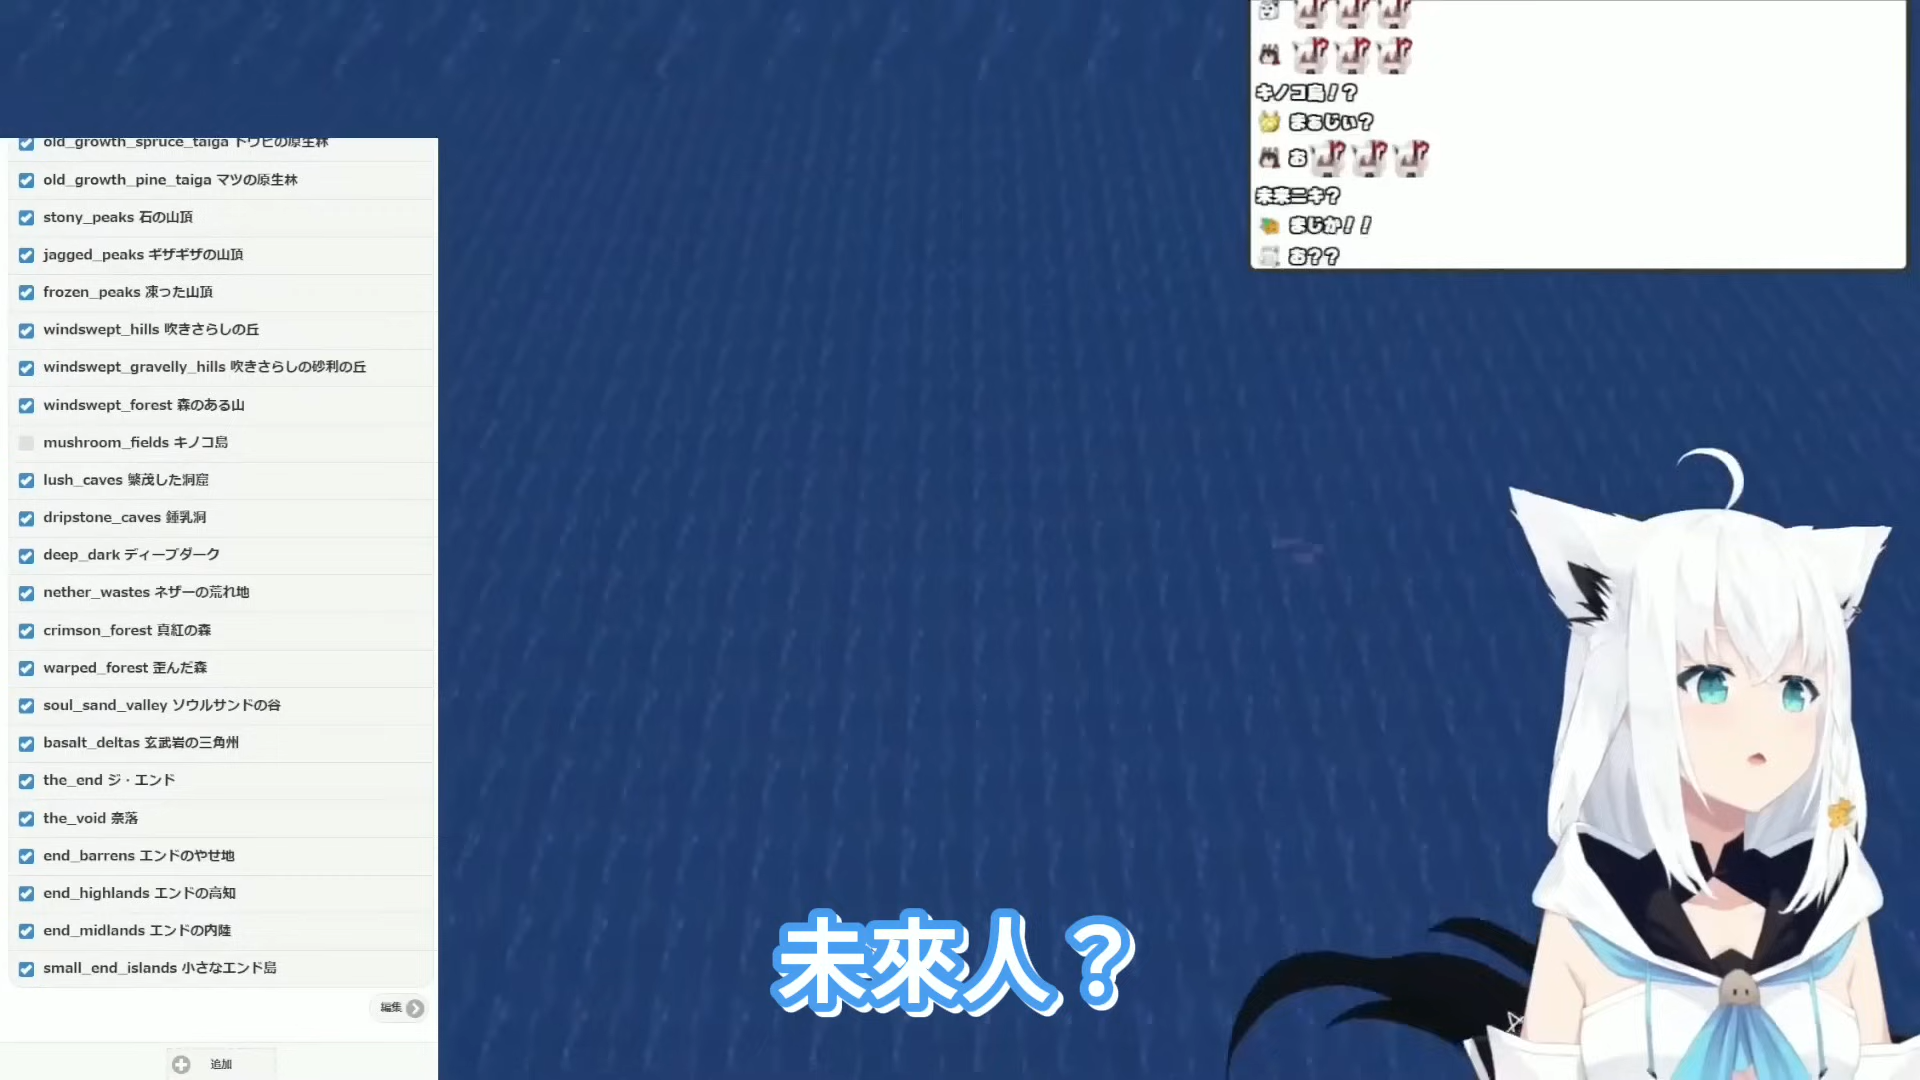 old_growth_spruce_taiga トウヒの原生林
old_growth_pine_taiga マツの原生林
stony_peaks 石の山頂
jagged_peaks ギザギザの山頂
frozen_peaks 凍った山頂
windswept_hills 吹きさらしの丘
windswept_gravelly_hills 吹きさらしの砂利の丘
windswept_forest 森のある山
mushroom_fields キノコ島
lush_caves 繁茂した洞窟
dripstone_caves 鍾乳洞
deep_dark ディープダーク
nether_wastes ネザーの荒れ地
crimson_forest 真紅の森
warped_forest 歪んだ森
soul_sand_valley ソウルサンドの谷
basalt_deltas 玄武岩の三角州
the_end ジ・エンド
the_void 奈落
end_barrens エンドのやせ地
end_highlands エンドの高知
end_midlands エンドの内陸
small_end_islands 小さなエンド島
編集
追加
キノコ島！？
まぁじぃ？
お
未来ニキ？
まじか！！
お？？
未來人？